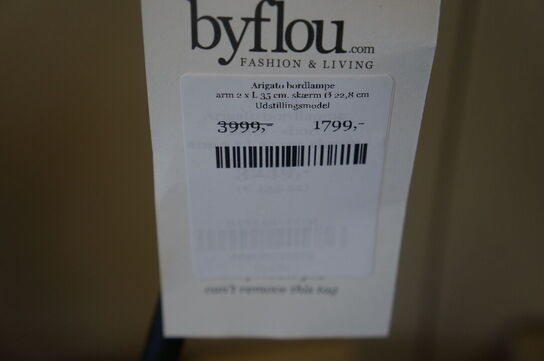 byflou.com
FASHION & LIVING
Arigato bordlampe
arm 2 x L 35 cm. skærm Ø 22,8 cm
Udstillingsmodel
3999,- 1799,-
can't remove this tag